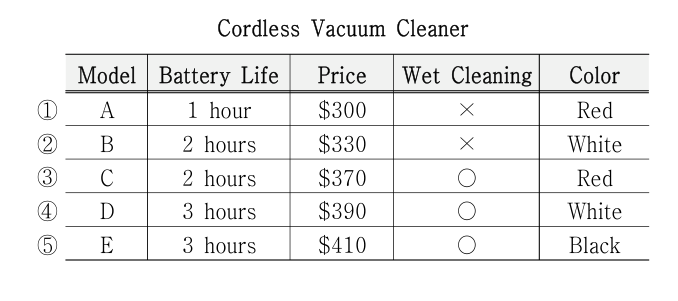 Cordless Vacuum Cleaner
Model Battery Life Price Wet Cleaning Color
① A 1 hour $300 × Red
② B 2 hours $330 × White
③ C 2 hours $370 ○ Red
④ D 3 hours $390 ○ White
⑤ E 3 hours $410 ○ Black